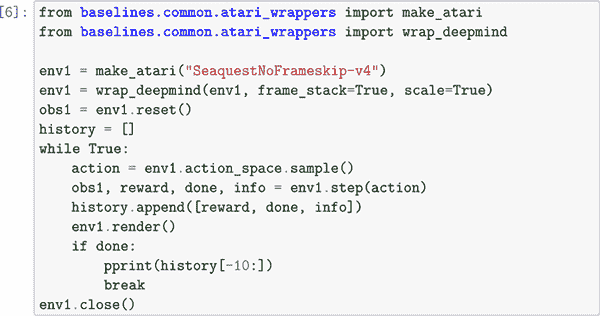 [6]: from baselines.common.atari_wrappers import make_atari
from baselines.common.atari_wrappers import wrap_deepmind

env1 = make_atari("SeaquestNoFrameskip-v4")
env1 = wrap_deepmind(env1, frame_stack=True, scale=True)
obs1 = env1.reset()
history = []
while True:
    action = env1.action_space.sample()
    obs1, reward, done, info = env1.step(action)
    history.append([reward, done, info])
    env1.render()
    if done:
        pprint(history[-10:])
        break
env1.close()